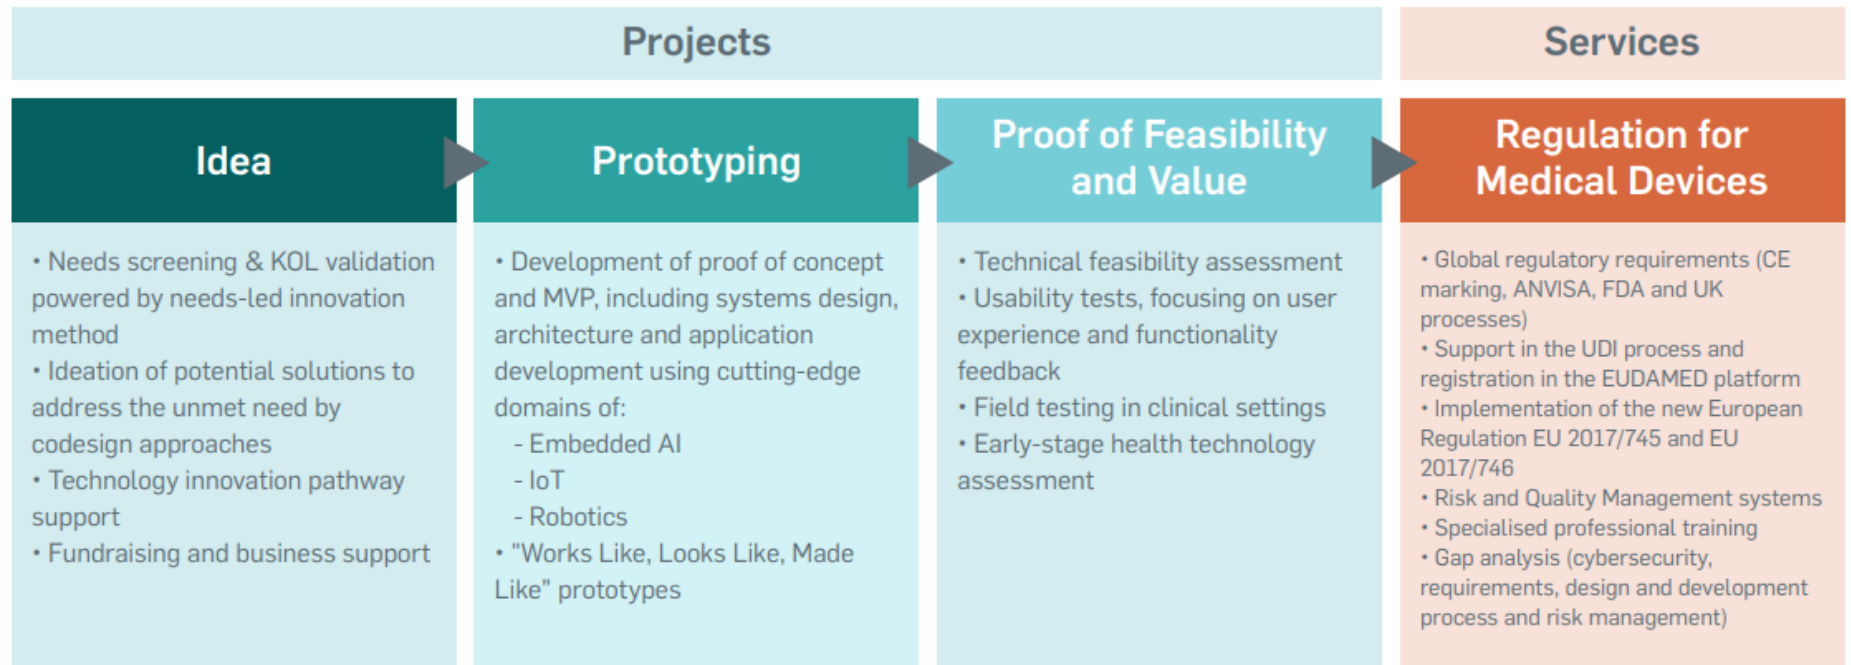 Projects
Services
Idea
Prototyping
Proof of Feasibility
and Value
Regulation for
Medical Devices
• Needs screening & KOL validation
powered by needs-led innovation
method
• Ideation of potential solutions to
address the unmet need by
codesign approaches
• Technology innovation pathway
support
• Fundraising and business support
• Development of proof of concept
and MVP, including systems design,
architecture and application
development using cutting-edge
domains of:
- Embedded AI
- IoT
- Robotics
• "Works Like, Looks Like, Made
Like” prototypes
• Technical feasibility assessment
• Usability tests, focusing on user
experience and functionality
feedback
• Field testing in clinical settings
• Early-stage health technology
assessment
• Global regulatory requirements (CE
marking, ANVISA, FDA and UK
processes)
• Support in the UDI process and
registration in the EUDAMED platform
• Implementation of the new European
Regulation EU 2017/745 and EU
2017/746
• Risk and Quality Management systems
• Specialised professional training
• Gap analysis (cybersecurity,
requirements, design and development
process and risk management)